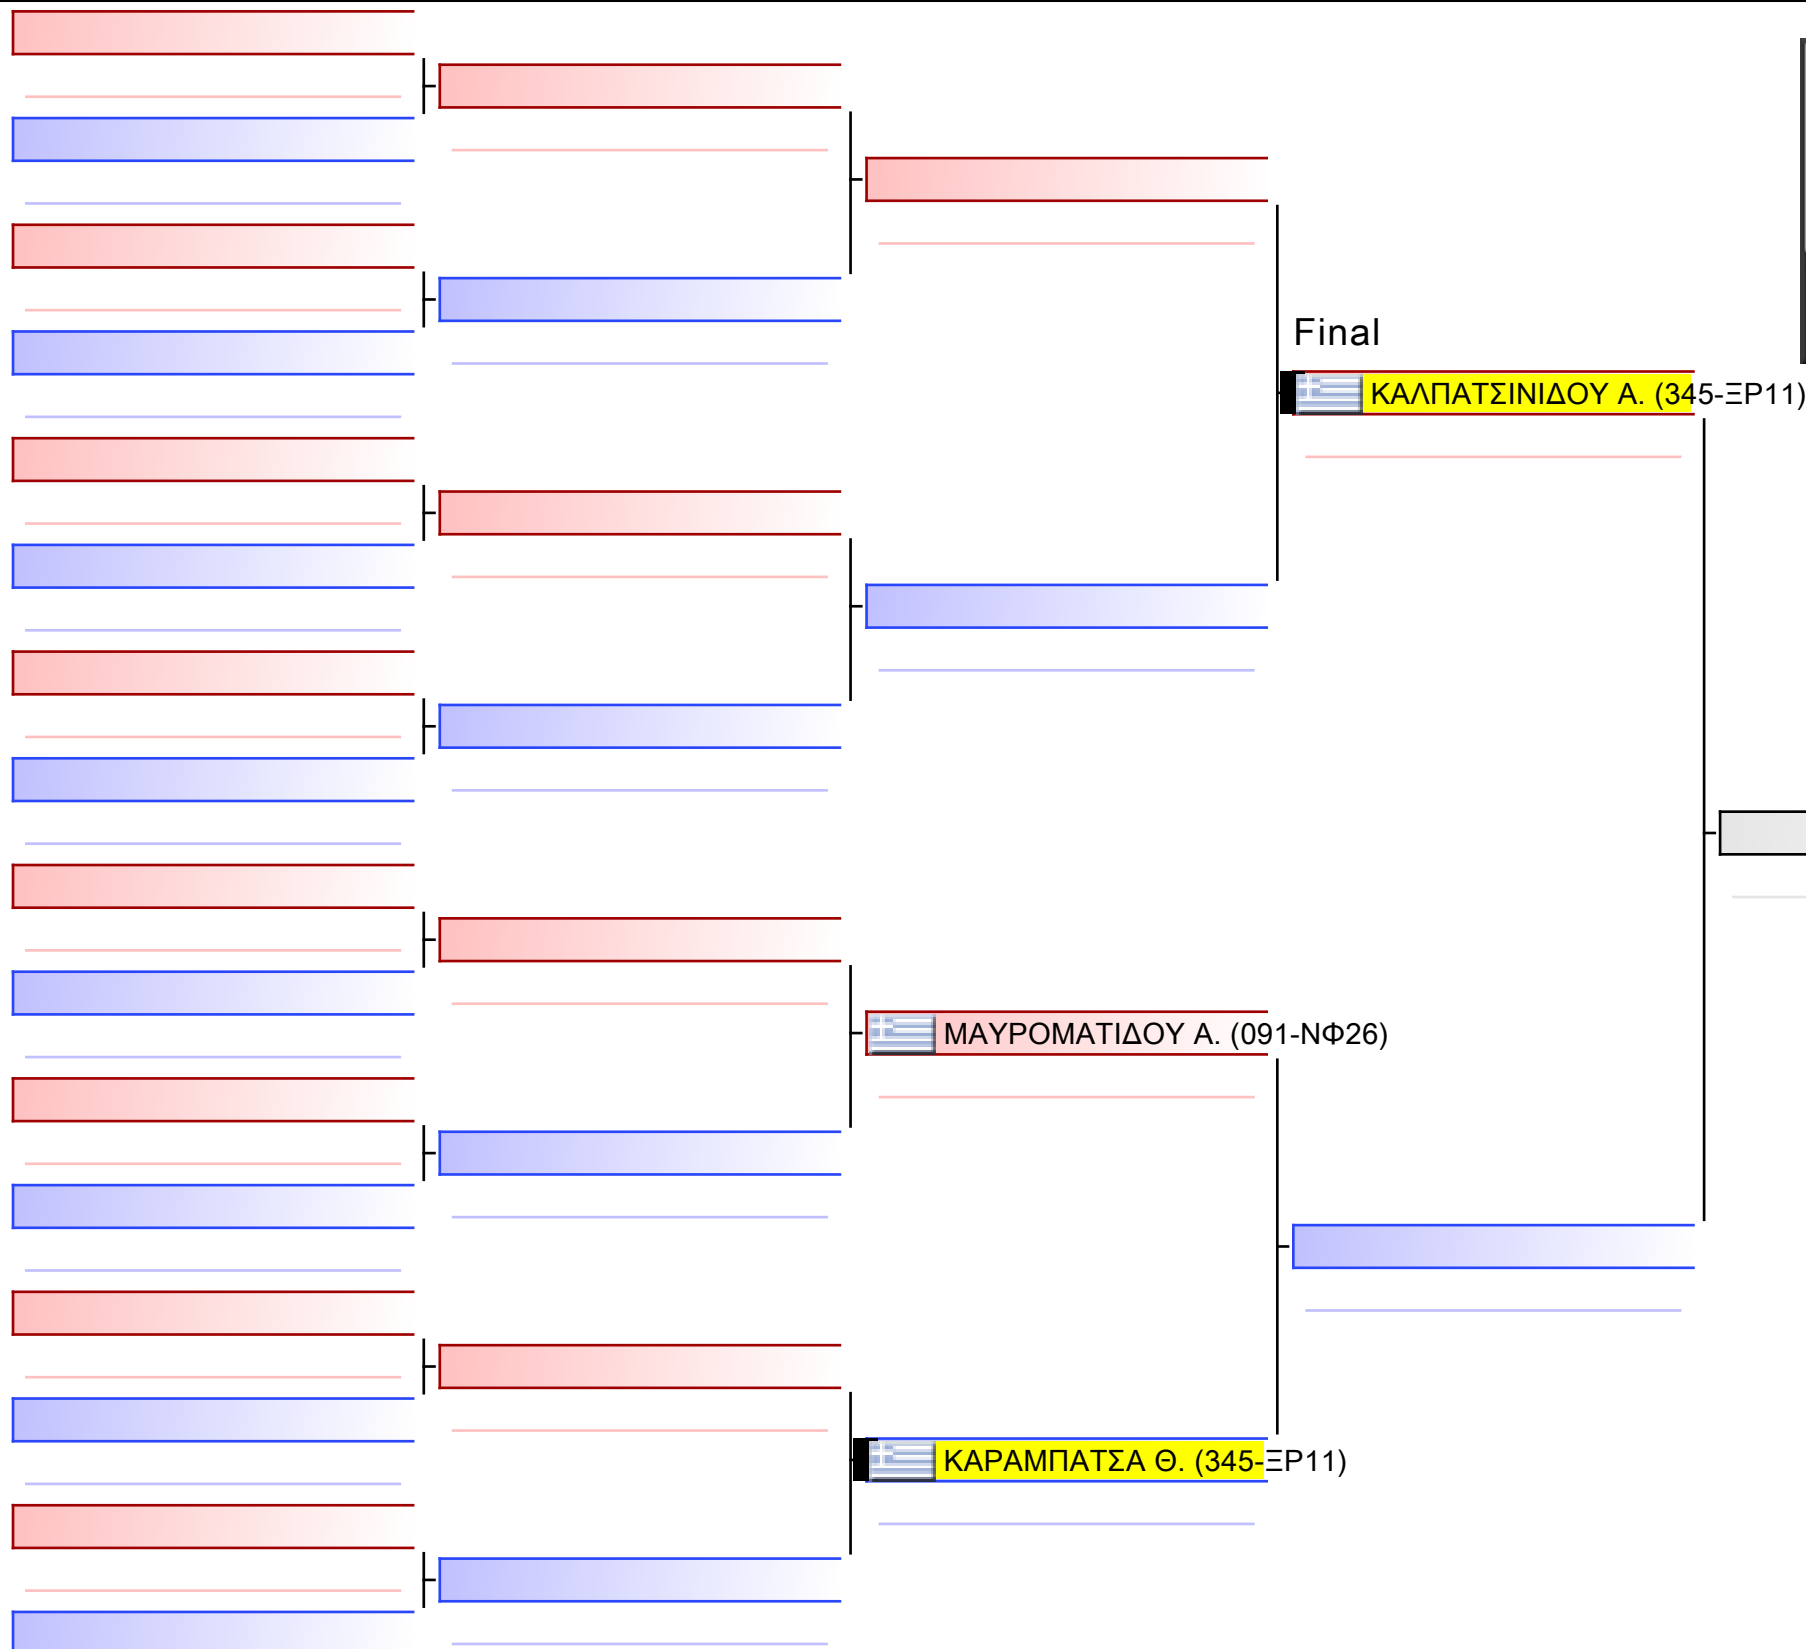 Final
ΚΑΛΠΑΤΣΙΝΙΔΟΥ Α. (345-ΞΡ11)
ΜΑΥΡΟΜΑΤΙΔΟΥ Α. (091-ΝΦ26)
ΚΑΡΑΜΠΑΤΣΑ Θ. (345-ΞΡ11)